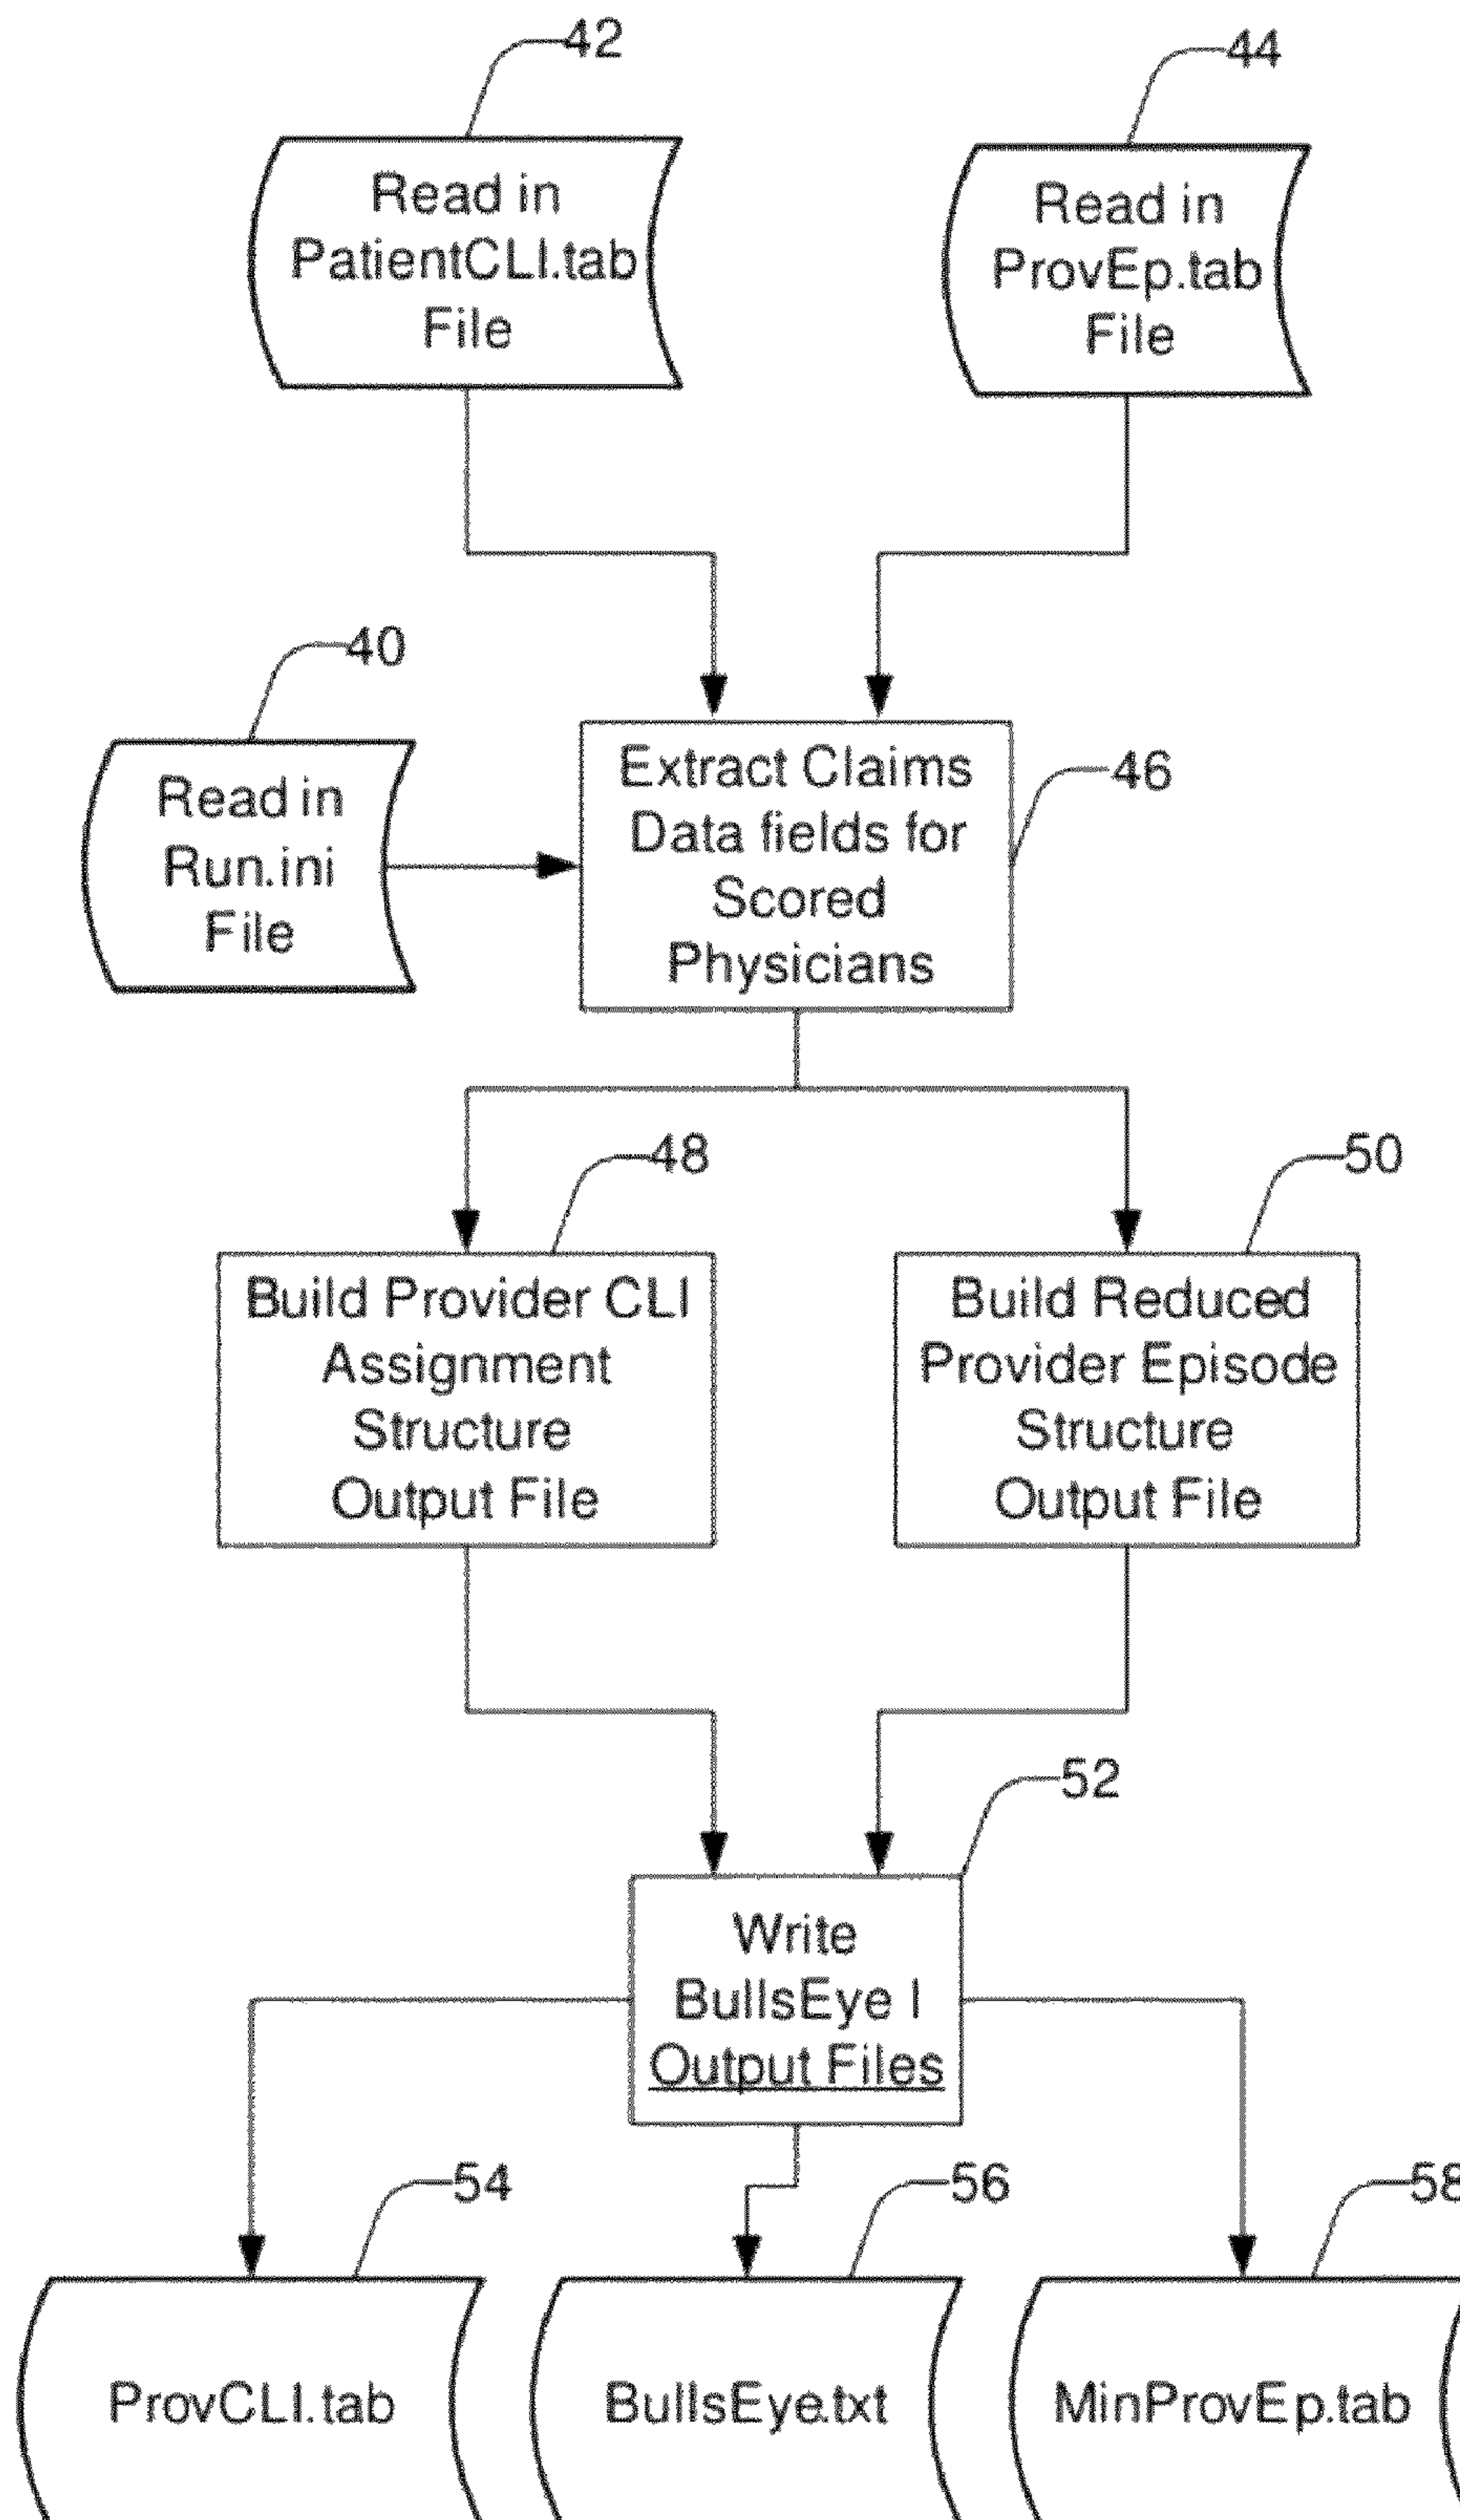 42
44
Read in
PatientCLI.tab
File
Read in
ProvEp.tab
File
40
Read in
Run.ini
File
Extract Claims
Data fields for
Scored
Physicians
46
48
50
Build Provider CLI
Assignment
Structure
Output File
Build Reduced
Provider Episode
Structure
Output File
52
Write
BullsEye I
Output Files
54
56
58
ProvCLI.tab
BullsEye.txt
MinProvEp.tab